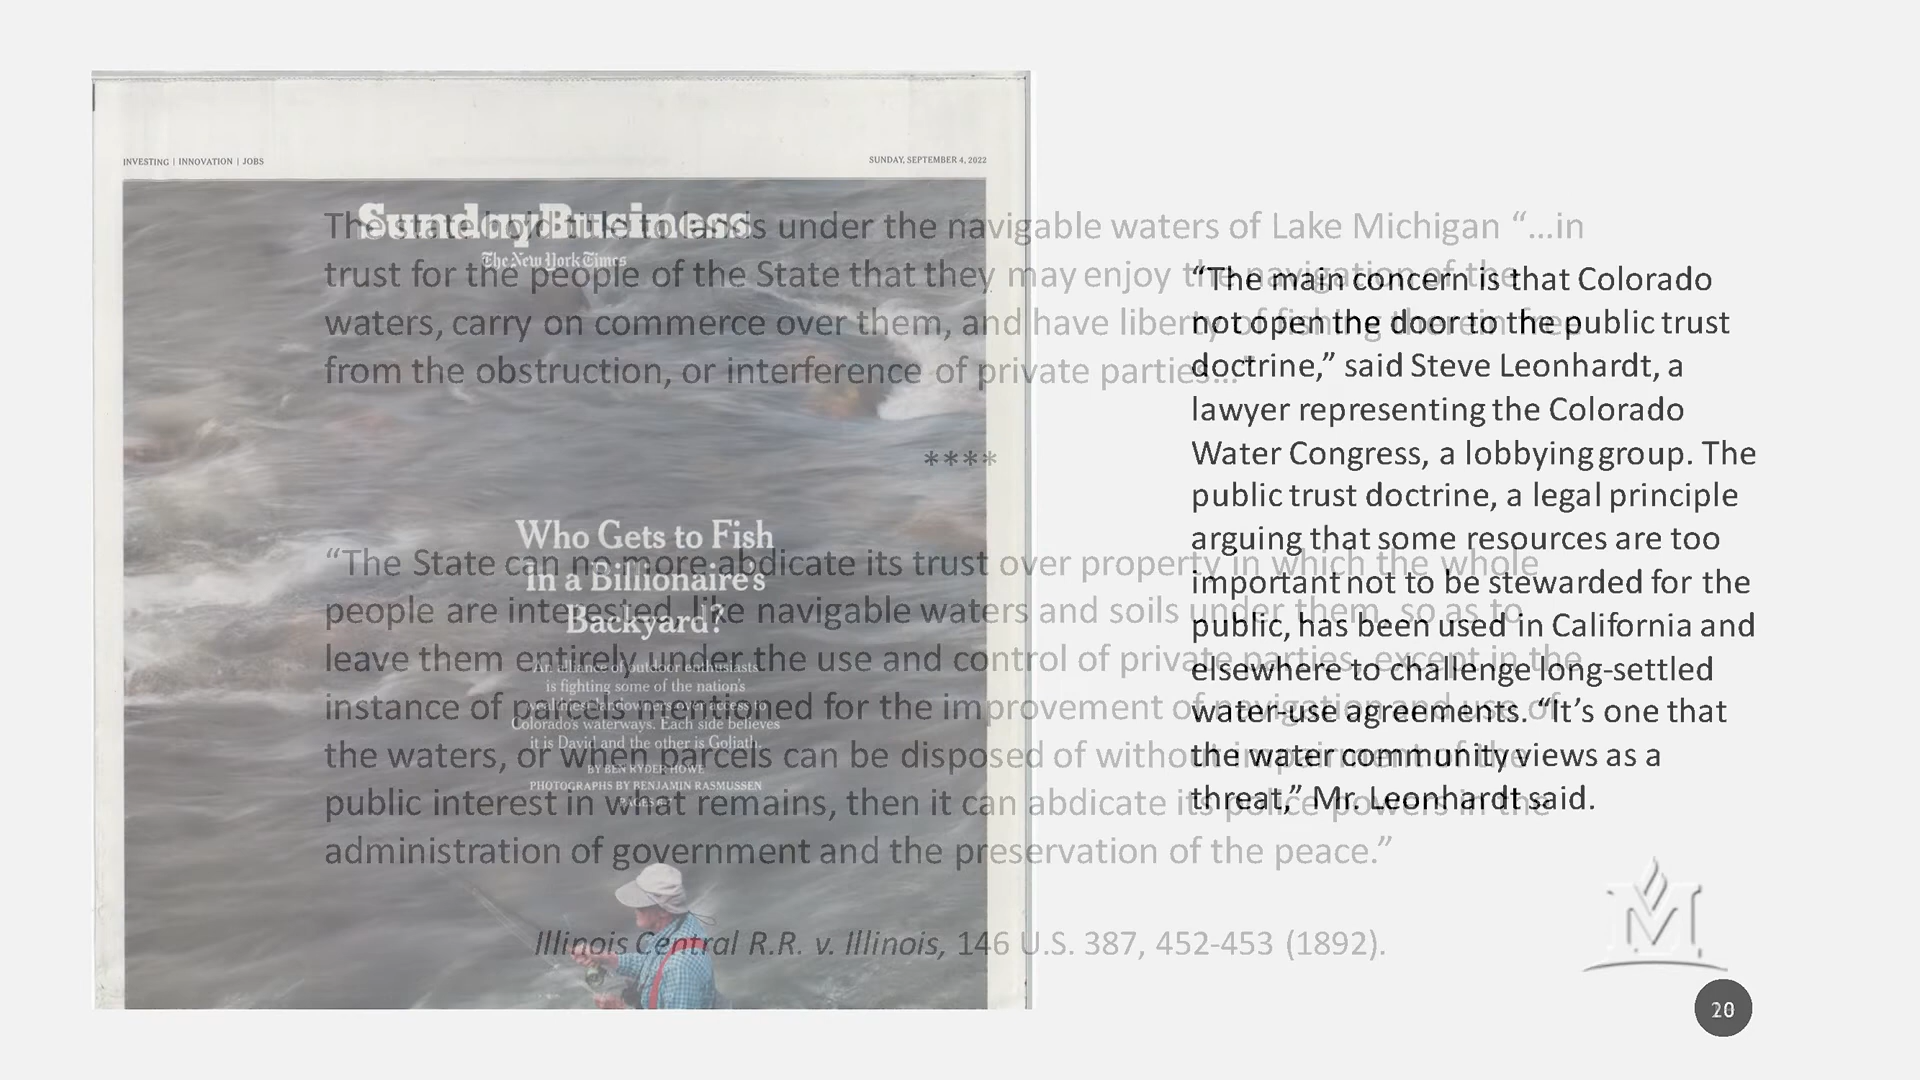 INVESTING | INNOVATION | JOBS
SUNDAY, SEPTEMBER 4, 2022
Sunday Business
The New York Times
Who Gets to Fish
in a Billionaire's
Backyard?
An alliance of outdoor enthusiasts
is fighting some of the nation's
wealthiest landowners over access to
Colorado's waterways. Each side believes
it is David and the other is Goliath.
BY BEN RYDER HOWE
PHOTOGRAPHS BY BENJAMIN RASMUSSEN
The state hold title to lands under the navigable waters of Lake Michigan “…in
trust for the people of the State that they may enjoy the navigation of the
waters, carry on commerce over them, and have liberty of fishing therein free
from the obstruction, or interference of private parties…”
****
“The State can no more abdicate its trust over property in which the whole
people are interested, like navigable waters and soils under them, so as to
leave them entirely under the use and control of private parties, except in the
instance of parcels mentioned for the improvement of navigation and use of
the waters, or when parcels can be disposed of without impairment of the
public interest in what remains, then it can abdicate its police powers in the
administration of government and the preservation of the peace.”
Illinois Central R.R. v. Illinois, 146 U.S. 387, 452-453 (1892).
“The main concern is that Colorado
not open the door to the public trust
doctrine,” said Steve Leonhardt, a
lawyer representing the Colorado
Water Congress, a lobbying group. The
public trust doctrine, a legal principle
arguing that some resources are too
important not to be stewarded for the
public, has been used in California and
elsewhere to challenge long-settled
water-use agreements. “It’s one that
the water community views as a
threat,” Mr. Leonhardt said.
M
20